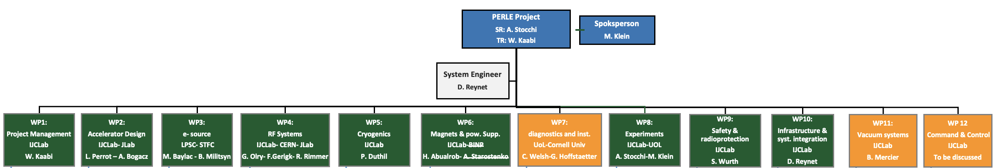 PERLE Project
SR: A. Stocchi
TR: W. Kaabi
Spoksperson
M. Klein
System Engineer
D. Reynet
WP1:
Project Management
IJCLab
W. Kaabi
WP2:
Accelerator Design
IJCLab- JLab
L. Perrot – A. Bogacz
WP3:
e- source
LPSC- STFC
M. Baylac - B. Militsyn
WP4:
RF Systems
IJCLab- CERN- JLab
G. Olry- F.Gerigk- R. Rimmer
WP5:
Cryogenics
IJCLab
P. Duthil
WP6:
Magnets & pow. Supp.
IJCLab-BINP
H. Abualrob- A. Starostenko
WP7:
diagnostics and inst.
UoL-Cornell Univ
C. Welsh-G. Hoffstaetter
WP8:
Experiments
IJCLab-UOL
A. Stocchi-M. Klein
WP9:
Safety &
radioprotection
IJCLab
S. Wurth
WP10:
Infrastructure &
syst. integration
IJCLab
D. Reynet
WP11:
Vacuum systems
IJCLab
B. Mercier
WP 12
Command & Control
IJCLab
To be discussed